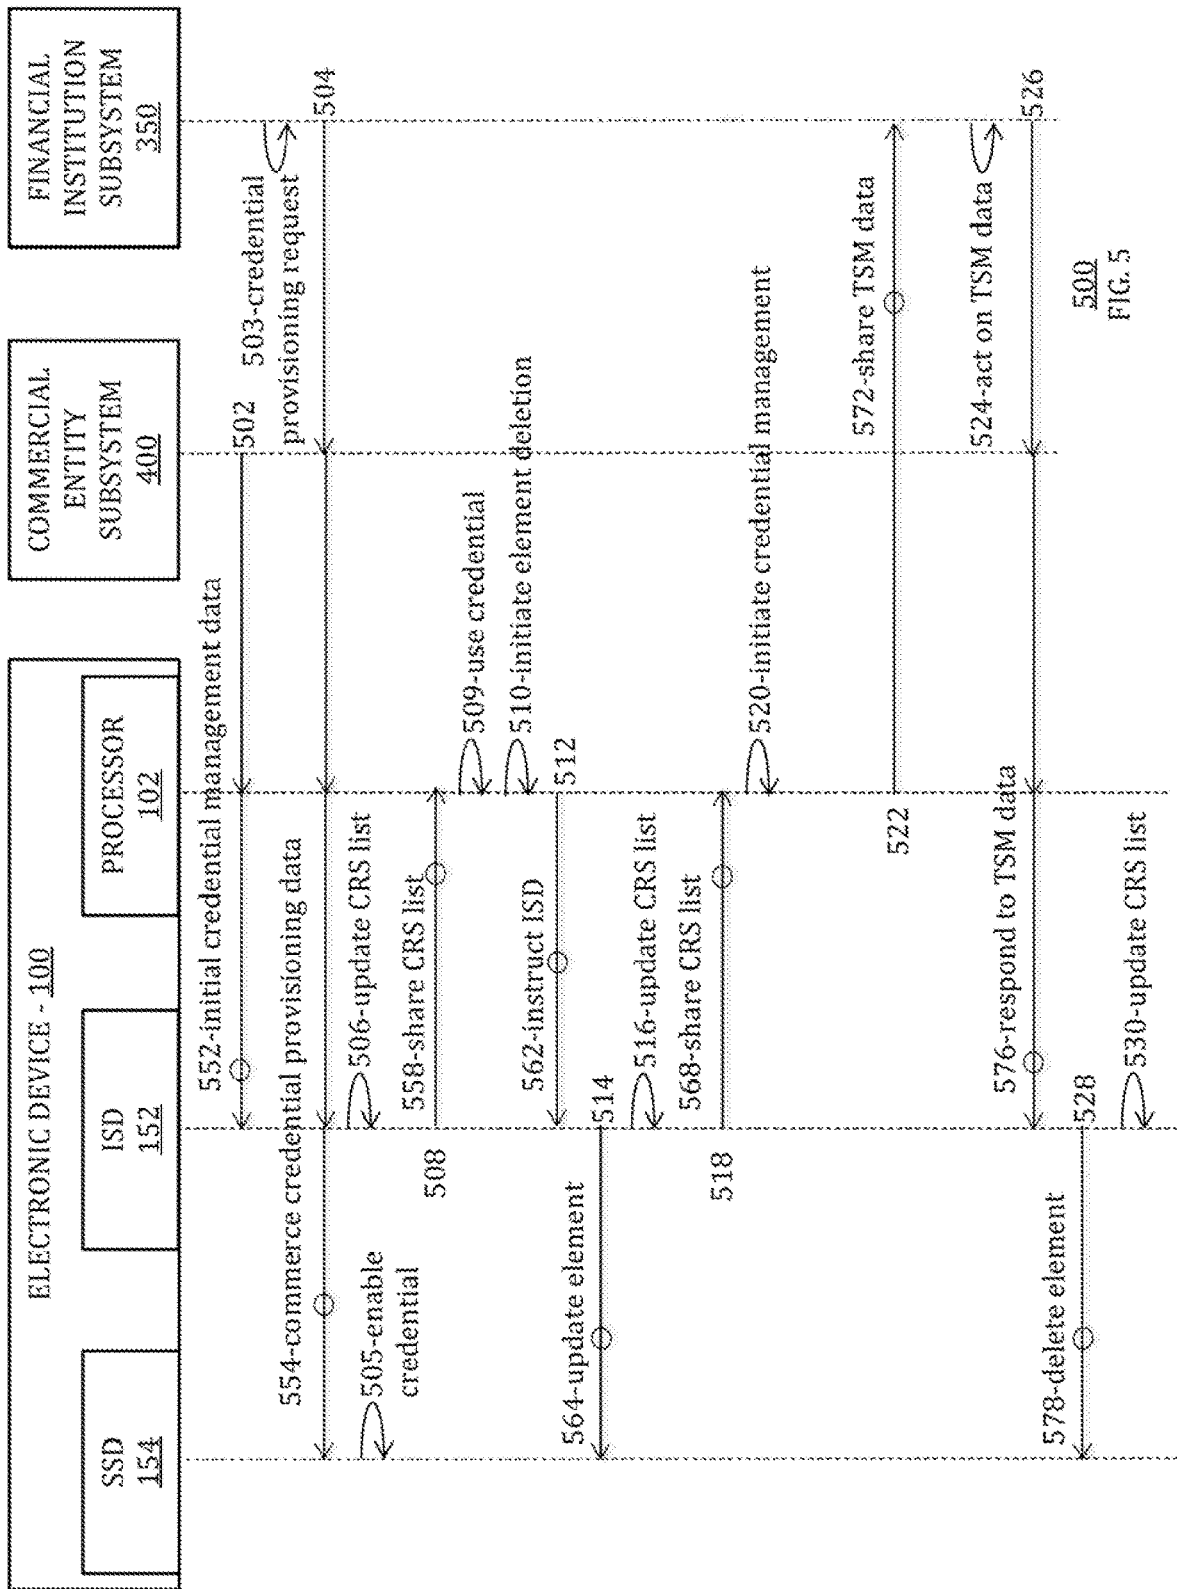 ELECTRONIC DEVICE - 100
SSD
154
ISD
152
PROCESSOR
102
COMMERCIAL
ENTITY
SUBSYSTEM
400
FINANCIAL
INSTITUTION
SUBSYSTEM
350
552-initial credential management data
502
503-credential
provisioning request
554-commerce credential provisioning data
504
505-enable
credential
506-update CRS list
508
558-share CRS list
509-use credential
510-initiate element deletion
562-instruct ISD
512
564-update element
514
516-update CRS list
518
568-share CRS list
520-initiate credential management
522
572-share TSM data
524-act on TSM data
576-respond to TSM data
526
578-delete element
528
530-update CRS list
500
FIG. 5